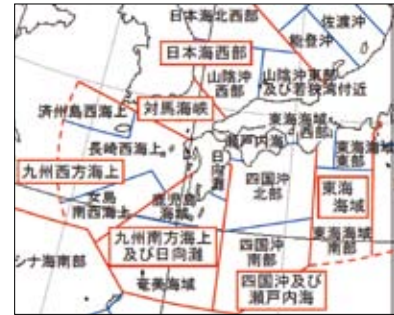 日本海北西部
佐渡沖
能登沖
日本海西部
山陰沖
西部
山陰沖東部
及び若狭湾付近
済州島西海上
対馬海峡
東海海域
西部
瀬戸内海
長崎西海上
東海海域
東部
日向灘
九州西方海上
四国沖
北部
女島
南西海上
鹿児島
海域
東海
海域
九州南方海上
及び日向灘
四国沖
南部
東海海域
南部
シナ海南部
奄美海域
四国沖及び
瀬戸内海